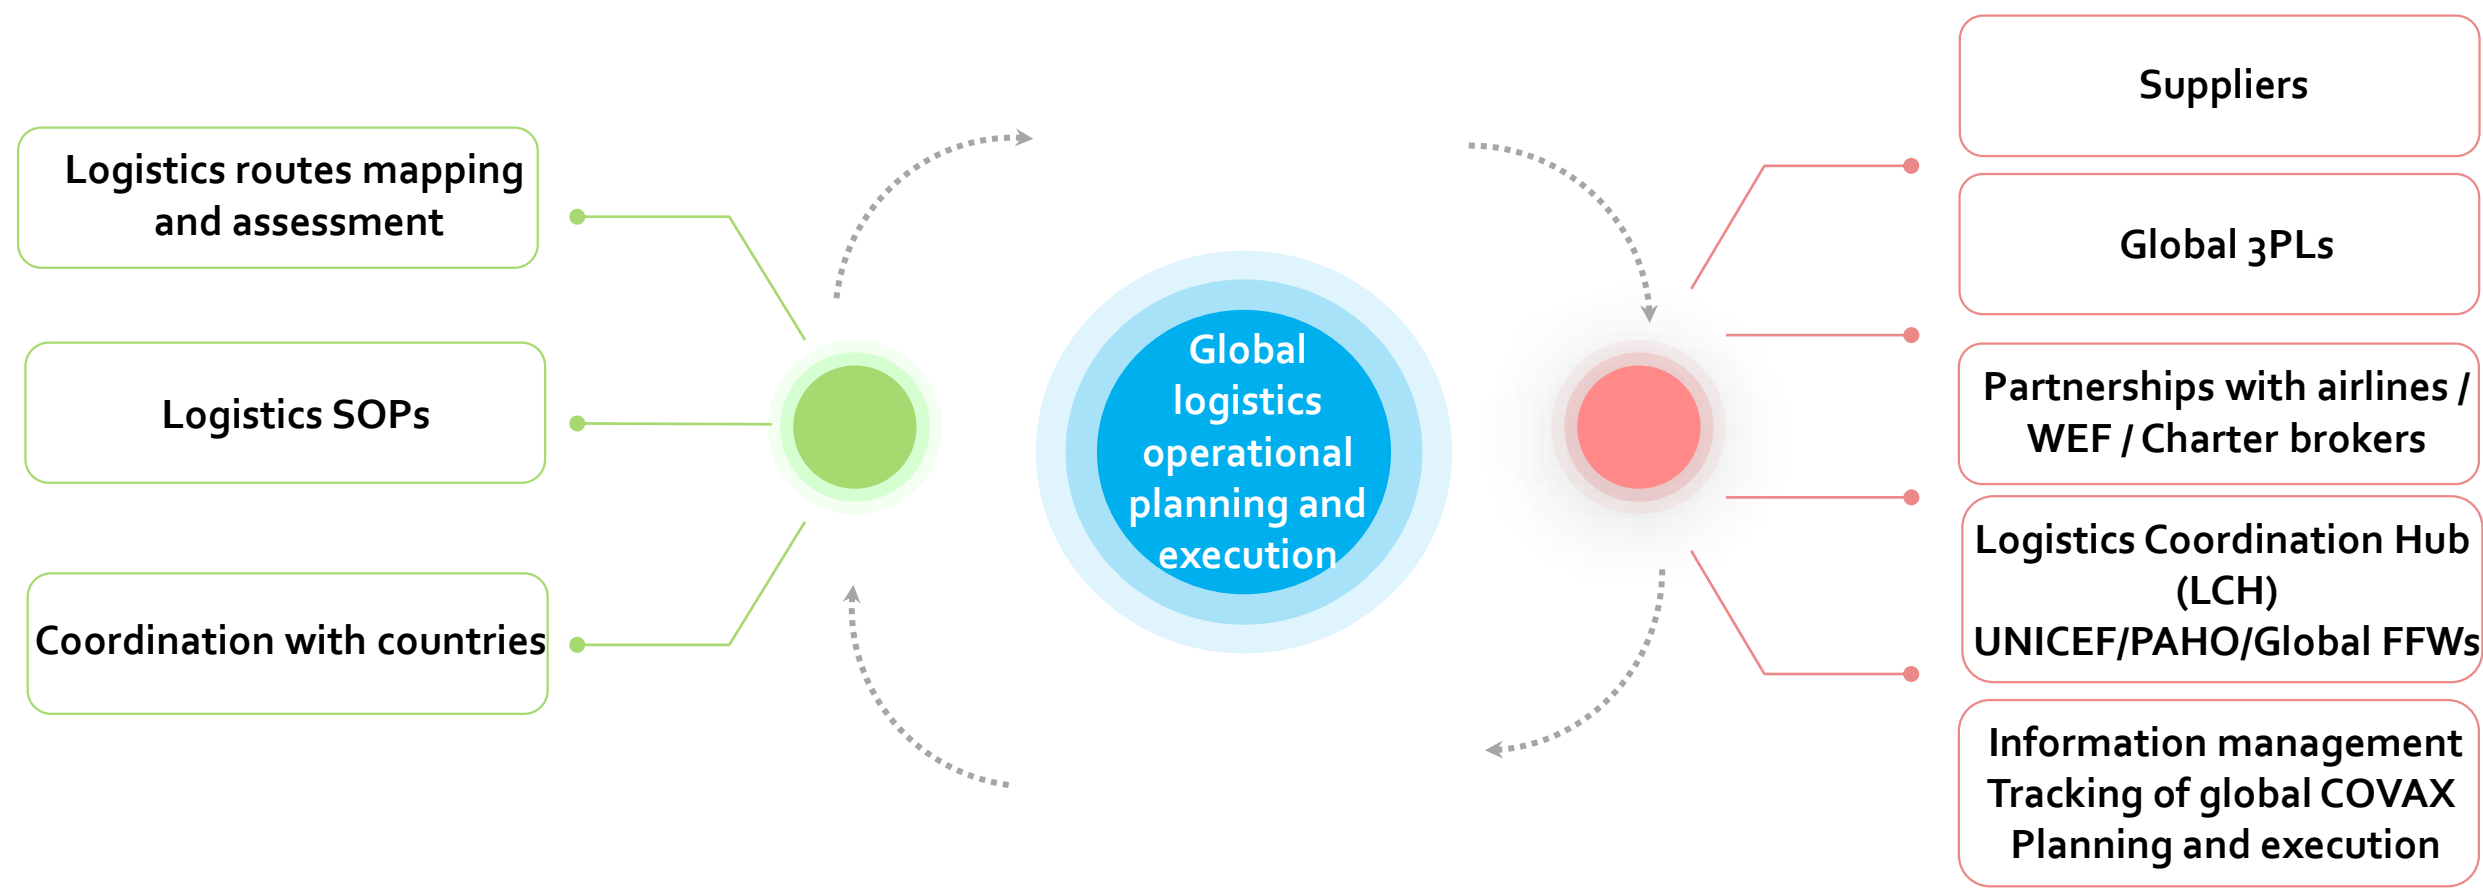 Logistics routes mapping
and assessment
Logistics SOPs
Coordination with countries
Global
logistics
operational
planning and
execution
Suppliers
Global 3PLs
Partnerships with airlines /
WEF / Charter brokers
Logistics Coordination Hub
(LCH)
UNICEF/PAHO/Global FFWs
Information management
Tracking of global COVAX
Planning and execution